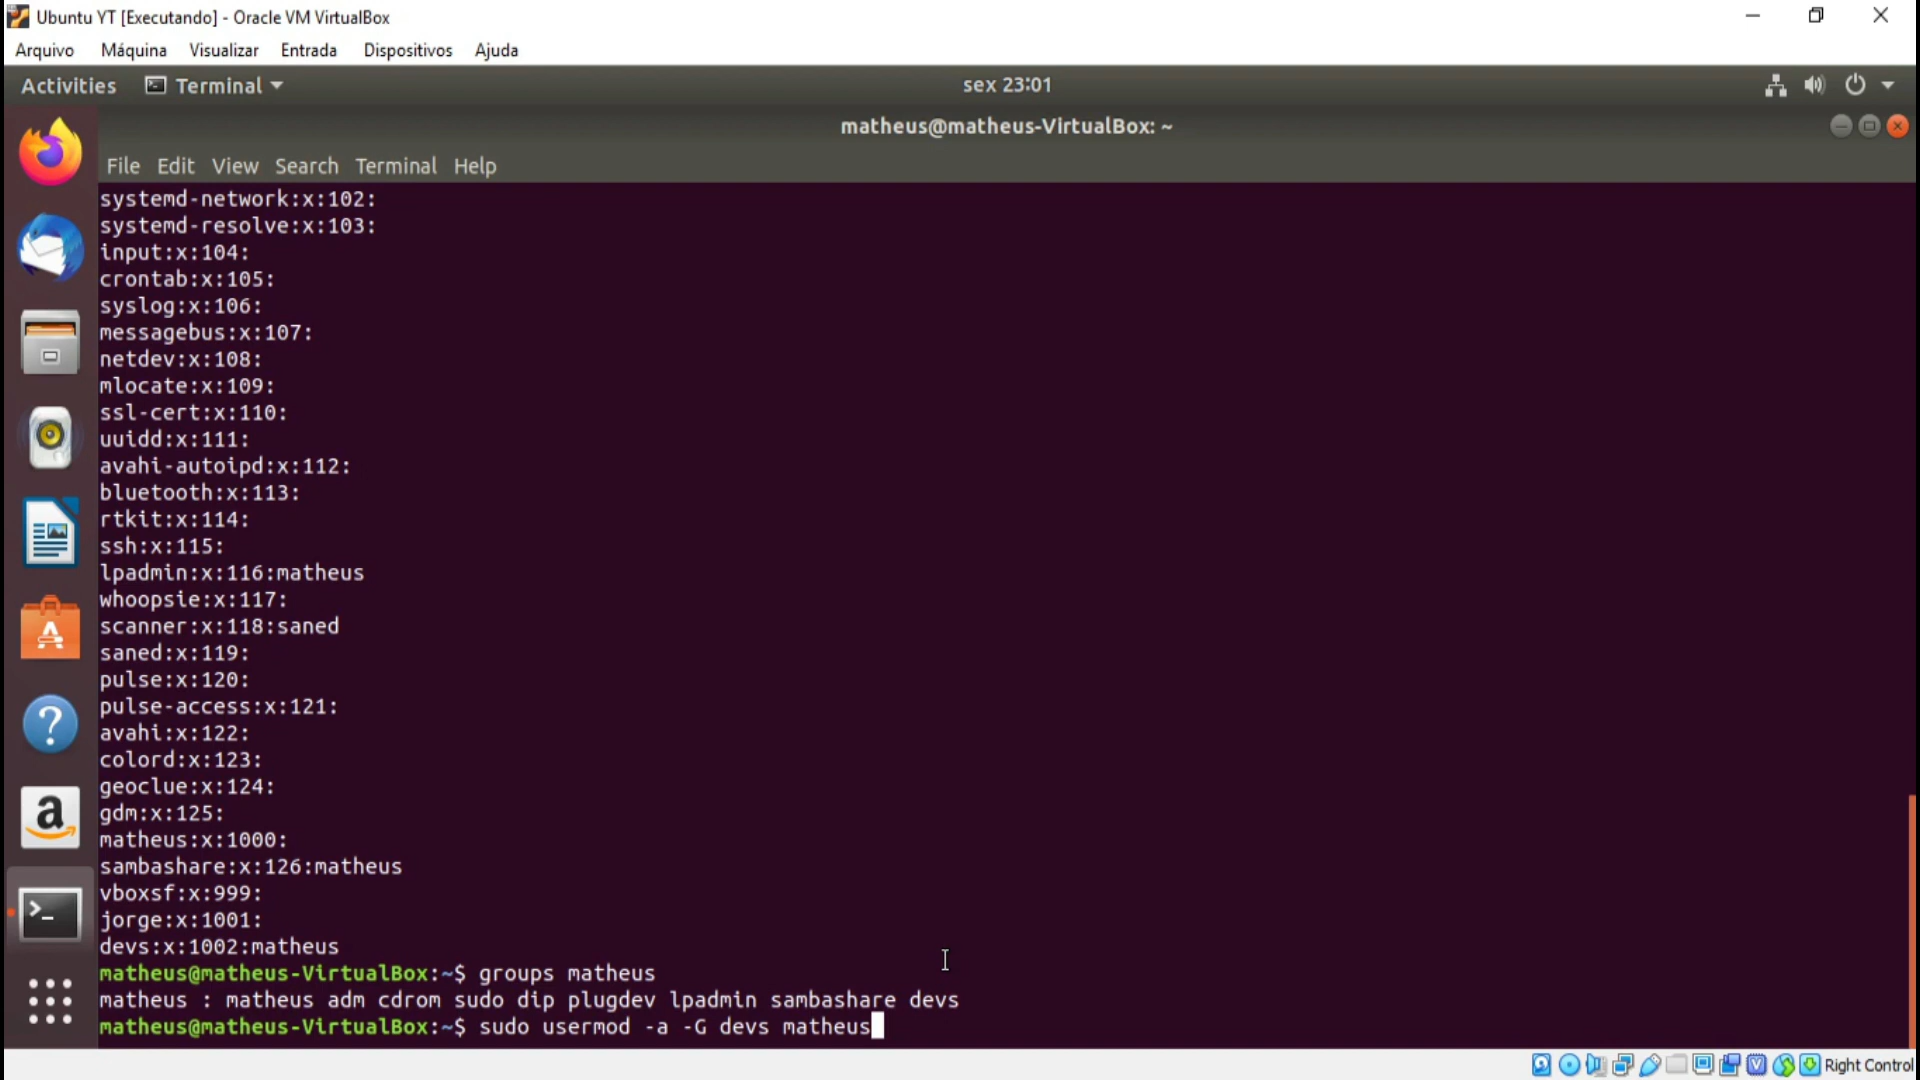 Ubuntu YT [Executando] - Oracle VM VirtualBox
Arquivo Máquina Visualizar Entrada Dispositivos Ajuda
Activities Terminal sex 23:01
matheus@matheus-VirtualBox: ~
File Edit View Search Terminal Help
systemd-network:x:102:
systemd-resolve:x:103:
input:x:104:
crontab:x:105:
syslog:x:106:
messagebus:x:107:
netdev:x:108:
mlocate:x:109:
ssl-cert:x:110:
uuidd:x:111:
avahi-autoipd:x:112:
bluetooth:x:113:
rtkit:x:114:
ssh:x:115:
lpadmin:x:116:matheus
whoopsie:x:117:
scanner:x:118:saned
saned:x:119:
pulse:x:120:
pulse-access:x:121:
avahi:x:122:
colord:x:123:
geoclue:x:124:
gdm:x:125:
matheus:x:1000:
sambashare:x:126:matheus
vboxsf:x:999:
jorge:x:1001:
devs:x:1002:matheus
matheus@matheus-VirtualBox:~$ groups matheus
matheus : matheus adm cdrom sudo dip plugdev lpadmin sambashare devs
matheus@matheus-VirtualBox:~$ sudo usermod -a -G devs matheus
Right Control